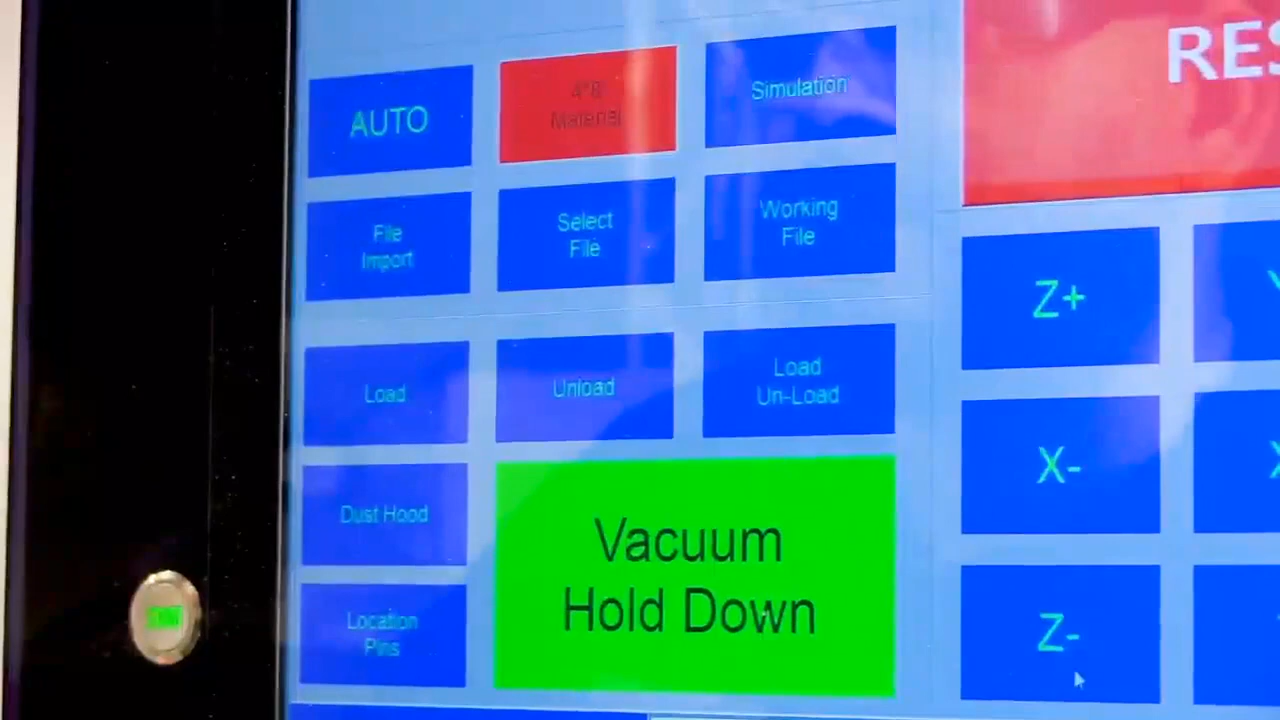 AUTO
4*8
Material
Simulation
RES
File
Import
Select
File
Working
File
Z+
Load
Unload
Load
Un-Load
X-
Dust Hood
Vacuum
Hold Down
Location
Pins
Z-